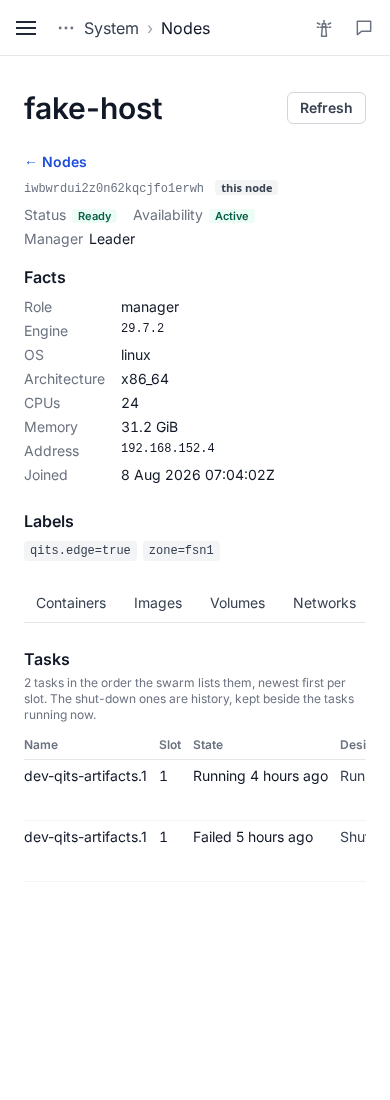 ··· System › Nodes
fake-host
Refresh
← Nodes
iwbwrdui2z0n62kqcjfo1erwh this node
Status Ready Availability Active
Manager Leader
Facts
Role manager
Engine 29.7.2
OS linux
Architecture x86_64
CPUs 24
Memory 31.2 GiB
Address 192.168.152.4
Joined 8 Aug 2026 07:04:02Z
Labels
qits.edge=true zone=fsn1
Containers Images Volumes Networks
Tasks
2 tasks in the order the swarm lists them, newest first per
slot. The shut-down ones are history, kept beside the tasks
running now.
Name Slot State Desi
dev-qits-artifacts.1 1 Running 4 hours ago Run
dev-qits-artifacts.1 1 Failed 5 hours ago Shu